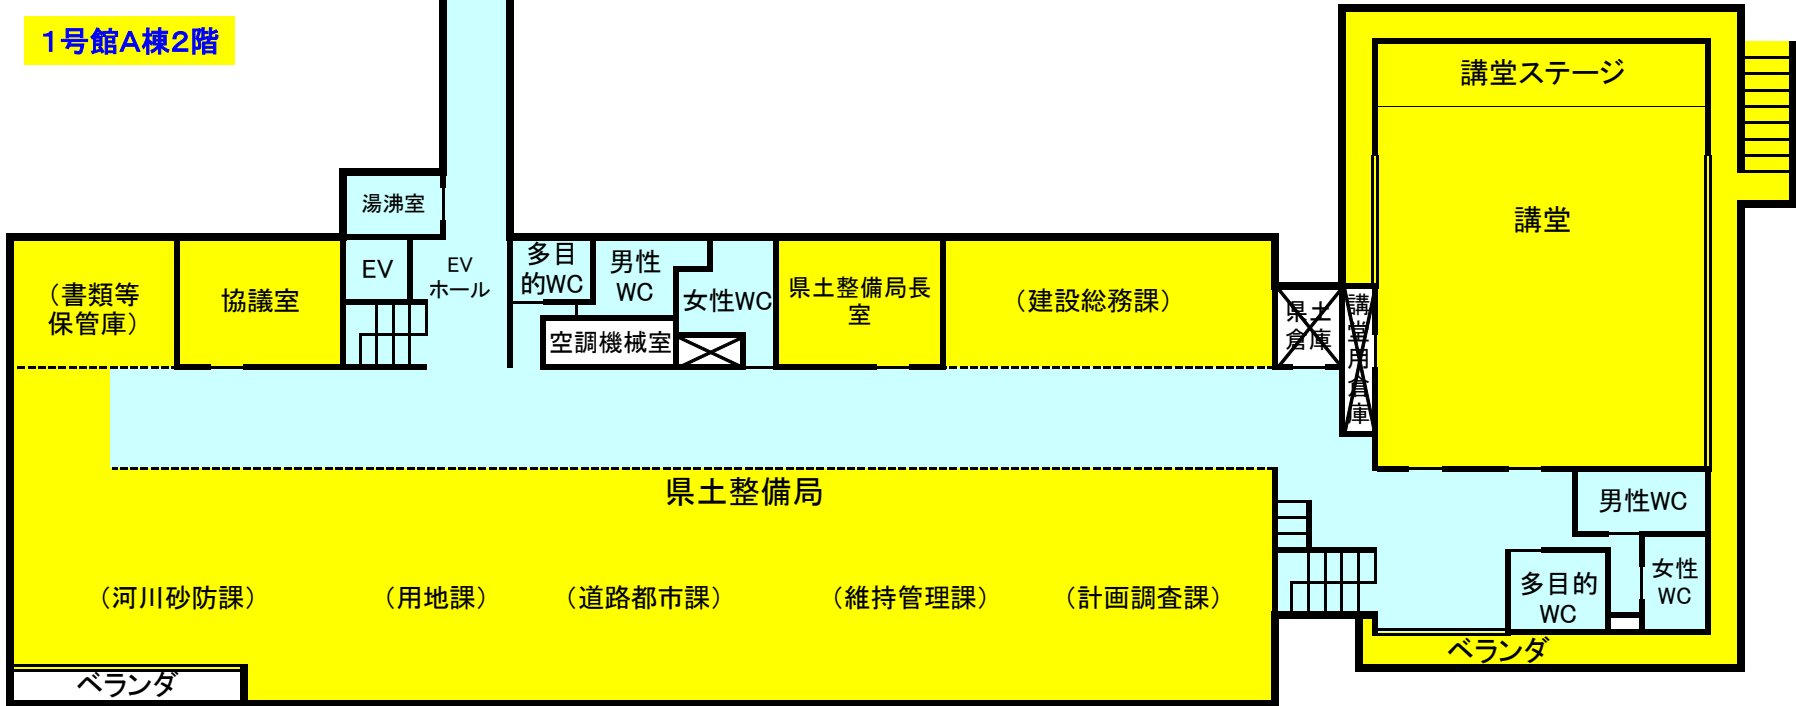 1号館A棟2階
講堂ステージ
講堂
湯沸室
EV
EV
ホール
多目
的WC
男性
WC
女性WC
空調機械室
（書類等
保管庫）
協議室
県土整備局長
室
（建設総務課）
県土
倉庫
講堂用倉庫
県土整備局
男性WC
女性
WC
多目的
WC
（河川砂防課）
（用地課）
（道路都市課）
（維持管理課）
（計画調査課）
ベランダ
ベランダ